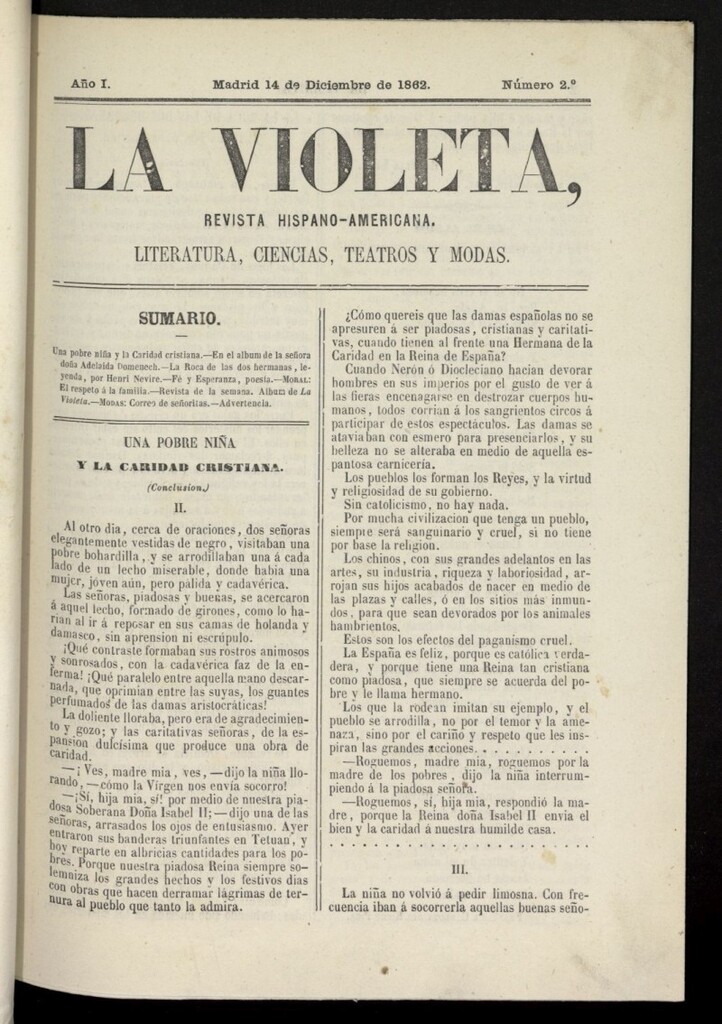 Año I.
Madrid 14 de Diciembre de 1862.
Número 2.º
LA VIOLETA,
REVISTA HISPANO-AMERICANA.
LITERATURA, CIENCIAS, TEATROS Y MODAS.
SUMARIO.
Una pobre niña y la Caridad cristiana.—En el album de la señora
doña Adelaida Domenech.—La Roca de las dos hermanas, le-
yenda, por Henri Nevire.—Fé y Esperanza, poesía.—MORAL:
El respeto á la familia.—Revista de la semana. Album de La
Violeta.—MODAS: Correo de señoritas.—Advertencia.
UNA POBRE NIÑA
Y LA CARIDAD CRISTIANA.
(Conclusion.)
II.
Al otro dia, cerca de oraciones, dos señoras
elegantemente vestidas de negro, visitaban una
pobre bohardilla, y se arrodillaban una á cada
lado de un lecho miserable, donde habia una
mujer, jóven aún, pero pálida y cadavérica.
Las señoras, piadosas y buenas, se acercaron
á aquel lecho, formado de girones, como lo ha-
rian al ir á reposar en sus camas de holanda y
damasco, sin aprension ni escrúpulo.
¡Qué contraste formaban sus rostros animosos
y sonrosados, con la cadavérica faz de la en-
ferma! ¡Qué paralelo entre aquella mano descar-
nada, que oprimian entre las suyas, los guantes
perfumados de las damas aristocráticas!
La doliente lloraba, pero era de agradecimien-
to y gozo; y las caritativas señoras, de la es-
pansion dulcísima que produce una obra de
caridad.
—¡Ves, madre mia, ves,—dijo la niña llo-
rando,—cómo la Virgen nos envía socorro!
—¡Sí, hija mia, sí! por medio de nuestra pia-
dosa Soberana Doña Isabel II;—dijo una de las
señoras, arrasados los ojos de entusiasmo. Ayer
entraron sus banderas triunfantes en Tetuan, y
hoy reparte en albricias cantidades para los po-
bres. Porque nuestra piadosa Reina siempre so-
lemniza los grandes hechos y los festivos dias
con obras que hacen derramar lágrimas de ter-
nura al pueblo que tanto la admira.
¿Cómo quereis que las damas españolas no se
apresuren á ser piadosas, cristianas y caritati-
vas, cuando tienen al frente una Hermana de la
Caridad en la Reina de España?
Cuando Neron ó Diocleciano hacian devorar
hombres en sus imperios por el gusto de ver á
las fieras encenagarse en destrozar cuerpos hu-
manos, todos corrian á los sangrientos circos á
participar de estos espectáculos. Las damas se
ataviaban con esmero para presenciarlos, y su
belleza no se alteraba en medio de aquella es-
pantosa carnicería.
Los pueblos los forman los Reyes, y la virtud
y religiosidad de su gobierno.
Sin catolicismo, no hay nada.
Por mucha civilizacion que tenga un pueblo,
siempre será sanguinario y cruel, si no tiene
por base la religion.
Los chinos, con sus grandes adelantos en las
artes, su industria, riqueza y laboriosidad, ar-
rojan sus hijos acabados de nacer en medio de
las plazas y calles, ó en los sitios más inmun-
dos, para que sean devorados por los animales
hambrientos.
Estos son los efectos del paganismo cruel.
La España es feliz, porque es católica verda-
dera, y porque tiene una Reina tan cristiana
como piadosa, que siempre se acuerda del po-
bre y le llama hermano.
Los que la rodean imitan su ejemplo, y el
pueblo se arrodilla, no por el temor y la ame-
naza, sino por el cariño y respeto que les ins-
piran las grandes acciones. . . . . . . . . .
—Roguemos, madre mia, roguemos por la
madre de los pobres, dijo la niña interrum-
piendo á la piadosa señora.
—Roguemos, sí, hija mia, respondió la ma-
dre, porque la Reina doña Isabel II envia el
bien y la caridad á nuestra humilde casa.
. . . . . . . . . . . . . . . . . . . . . .
III.
La niña no volvió á pedir limosna. Con fre-
cuencia iban á socorrerla aquellas buenas seño-